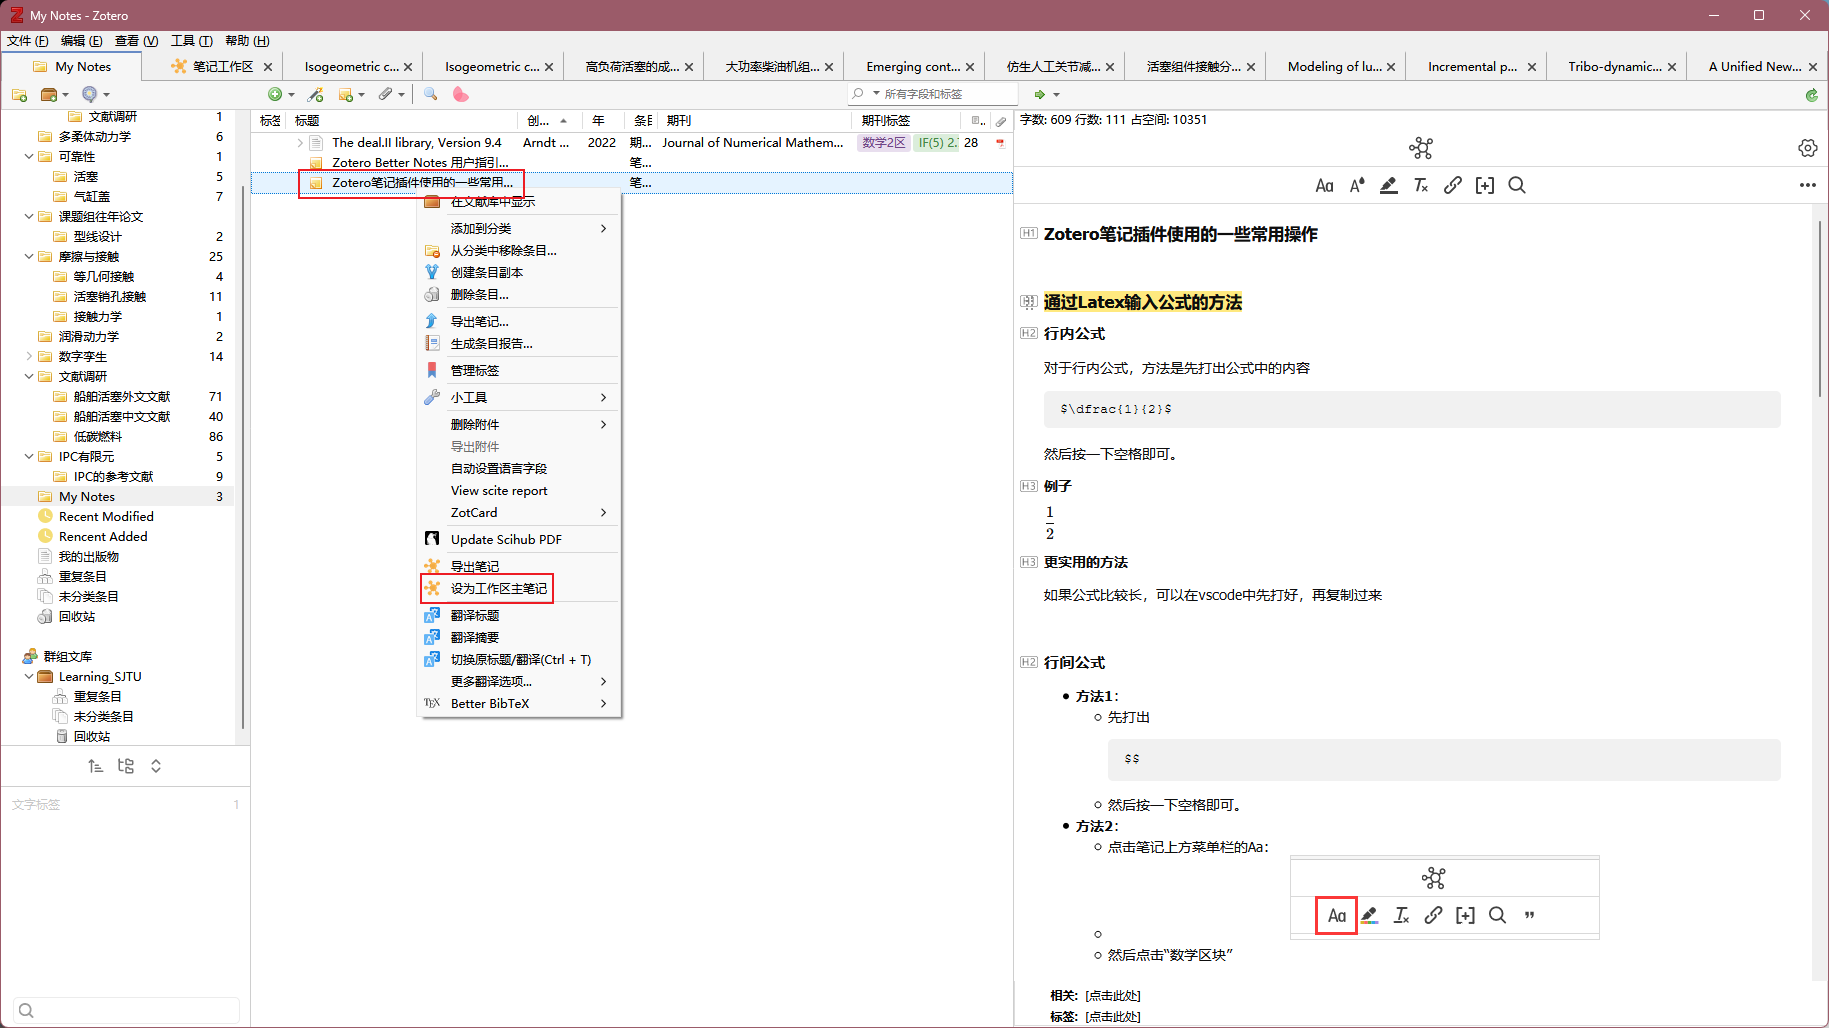 My Notes - Zotero
文件 (F) 编辑 (E) 查看 (V) 工具 (T) 帮助 (H)
My Notes
笔记工作区
Isogeometric c...
Isogeometric c...
高负荷活塞的成...
大功率柴油机组...
Emerging cont...
仿生人工关节减...
活塞组件接触分...
Modeling of lu...
Incremental p...
Tribo-dynamic...
A Unified New...
所有字段和标签
文献调研 1
多柔体动力学 6
可靠性 1
活塞 5
气缸盖 7
课题组往年论文
型线设计 2
摩擦与接触 25
等几何接触 4
活塞销孔接触 11
接触力学 1
润滑动力学 2
数字孪生 14
文献调研
船舶活塞外文文献 71
船舶活塞中文文献 40
低碳燃料 86
IPC有限元 5
IPC的参考文献 9
My Notes 3
Recent Modified
Rencent Added
我的出版物
重复条目
未分类条目
回收站
群组文库
Learning_SJTU
重复条目
未分类条目
回收站
文字标签 1
标签 标题 创... 年 条目 期刊 期刊标签
The deal.II library, Version 9.4 Arndt ... 2022 期... Journal of Numerical Mathem... 数学2区 IF(5) 2. 28
Zotero Better Notes 用户指引... 笔...
Zotero笔记插件使用的一些常用... 笔...
在文献库中显示
添加到分类
从分类中移除条目...
创建条目副本
删除条目...
导出笔记...
生成条目报告...
管理标签
小工具
删除附件
导出附件
自动设置语言字段
View scite report
ZotCard
Update Scihub PDF
导出笔记
设为工作区主笔记
翻译标题
翻译摘要
切换原标题/翻译(Ctrl + T)
更多翻译选项...
TEX Better BibTeX
字数: 609 行数: 111 占空间: 10351
Aa A
H1 Zotero笔记插件使用的一些常用操作
通过Latex输入公式的方法
H2 行内公式
对于行内公式，方法是先打出公式中的内容
$\dfrac{1}{2}$
然后按一下空格即可。
H3 例子
1
2
H3 更实用的方法
如果公式比较长，可以在vscode中先打好，再复制过来
H2 行间公式
• 方法1：
先打出
$$
然后按一下空格即可。
• 方法2：
点击笔记上方菜单栏的Aa：
Aa
然后点击“数学区块”
相关: [点击此处]
标签: [点击此处]